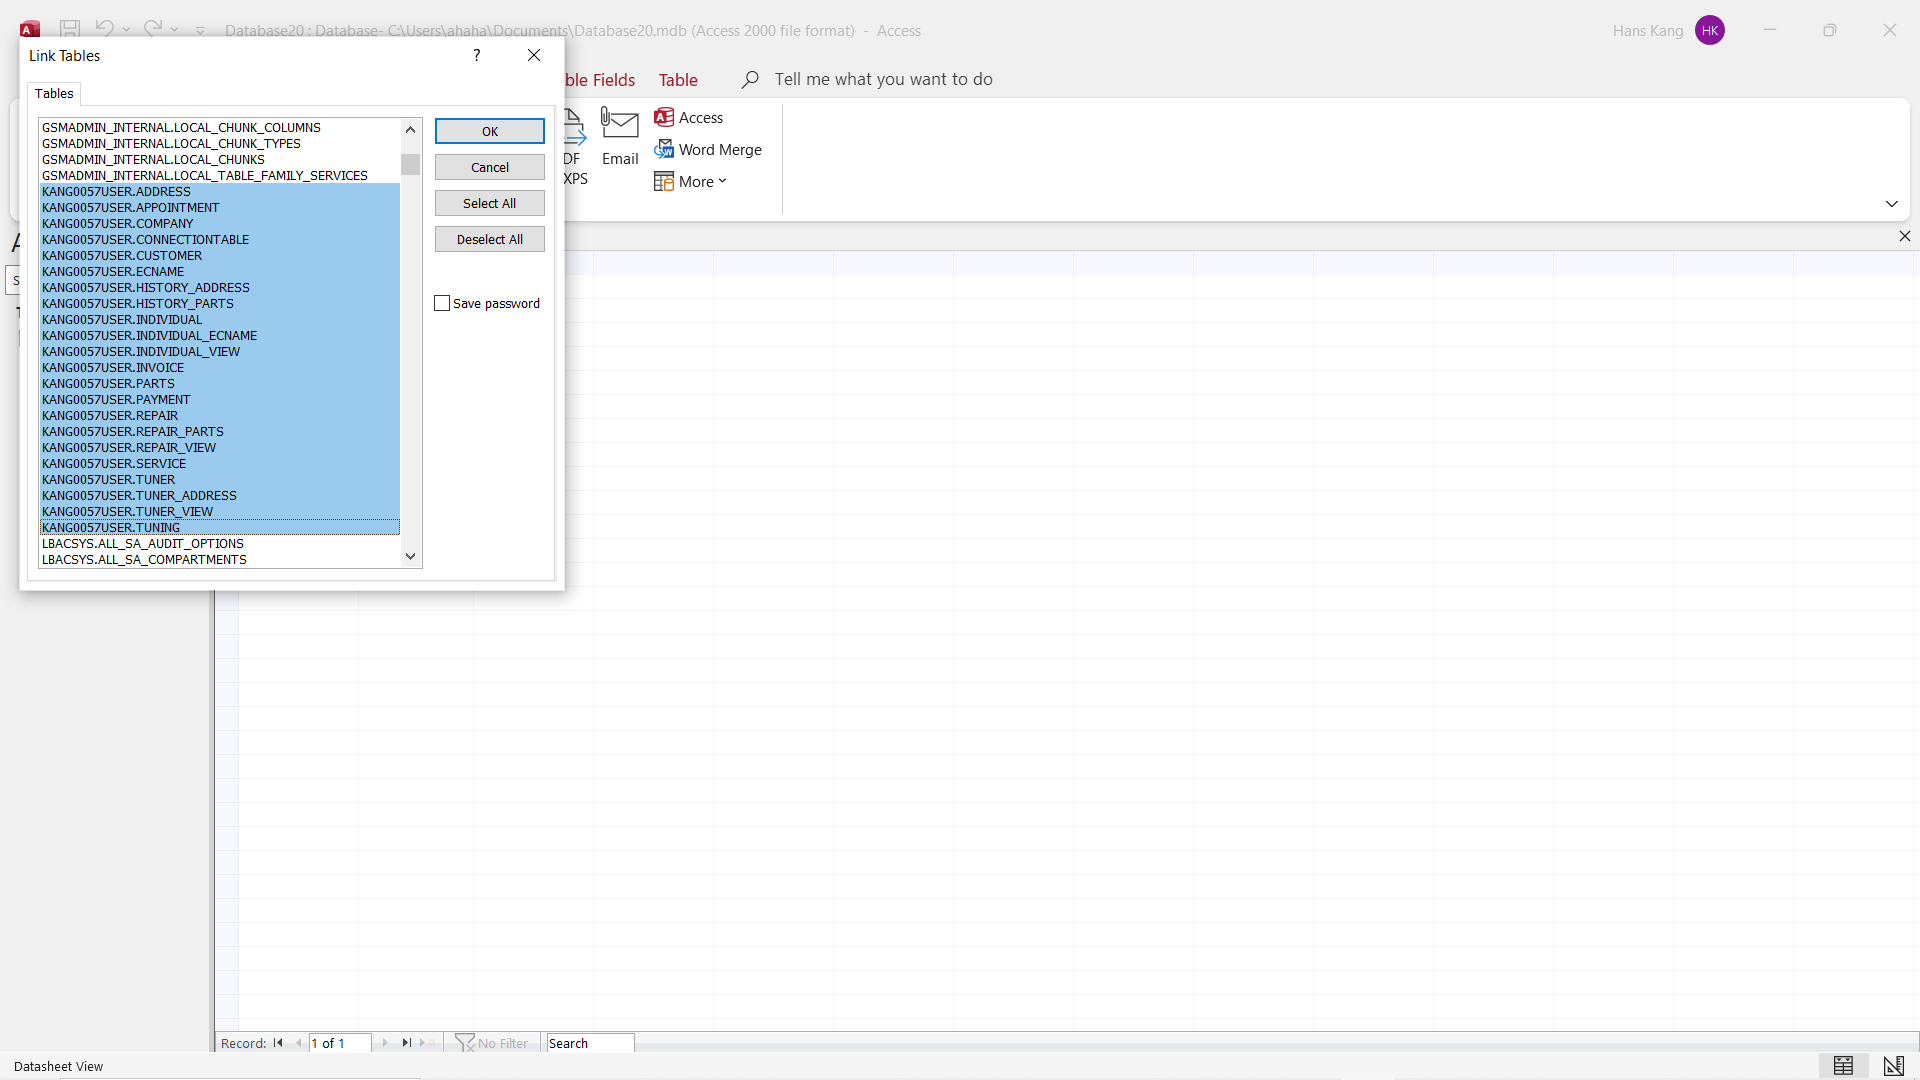 Database20 : Database- C:\Users\ahaha\Documents\Database20.mdb (Access 2000 file format) - Access
Hans Kang
HK
Link Tables
?
Tables
ble Fields
Table
Tell me what you want to do
GSMADMIN_INTERNAL.LOCAL_CHUNK_COLUMNS
GSMADMIN_INTERNAL.LOCAL_CHUNK_TYPES
GSMADMIN_INTERNAL.LOCAL_CHUNKS
GSMADMIN_INTERNAL.LOCAL_TABLE_FAMILY_SERVICES
KANG0057USER.ADDRESS
KANG0057USER.APPOINTMENT
KANG0057USER.COMPANY
KANG0057USER.CONNECTIONTABLE
KANG0057USER.CUSTOMER
KANG0057USER.ECNAME
KANG0057USER.HISTORY_ADDRESS
KANG0057USER.HISTORY_PARTS
KANG0057USER.INDIVIDUAL
KANG0057USER.INDIVIDUAL_ECNAME
KANG0057USER.INDIVIDUAL_VIEW
KANG0057USER.INVOICE
KANG0057USER.PARTS
KANG0057USER.PAYMENT
KANG0057USER.REPAIR
KANG0057USER.REPAIR_PARTS
KANG0057USER.REPAIR_VIEW
KANG0057USER.SERVICE
KANG0057USER.TUNER
KANG0057USER.TUNER_ADDRESS
KANG0057USER.TUNER_VIEW
KANG0057USER.TUNING
LBACSYS.ALL_SA_AUDIT_OPTIONS
LBACSYS.ALL_SA_COMPARTMENTS
OK
Cancel
Select All
Deselect All
Save password
DF
XPS
Email
Access
Word Merge
More
Record:
1 of 1
No Filter
Search
Datasheet View